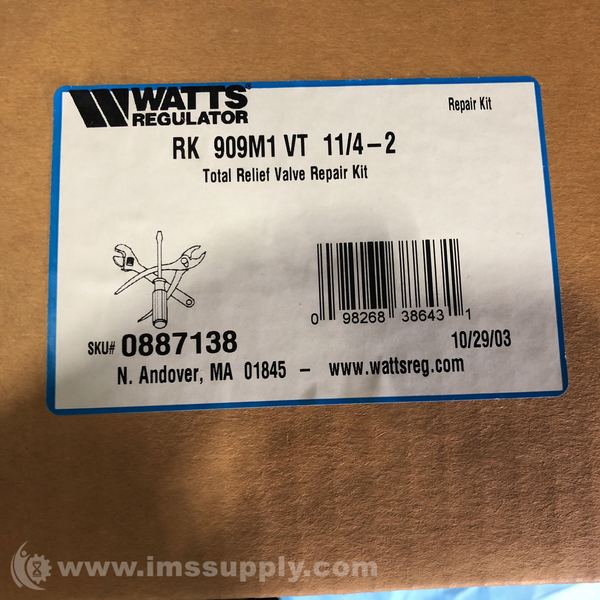 WATTS®
REGULATOR
Repair Kit
RK 909M1 VT 11/4-2
Total Relief Valve Repair Kit
0 98268 38643 1
SKU# 0887138
10/29/03
N. Andover, MA 01845 - www.wattsreg.com
www.imssupply.com